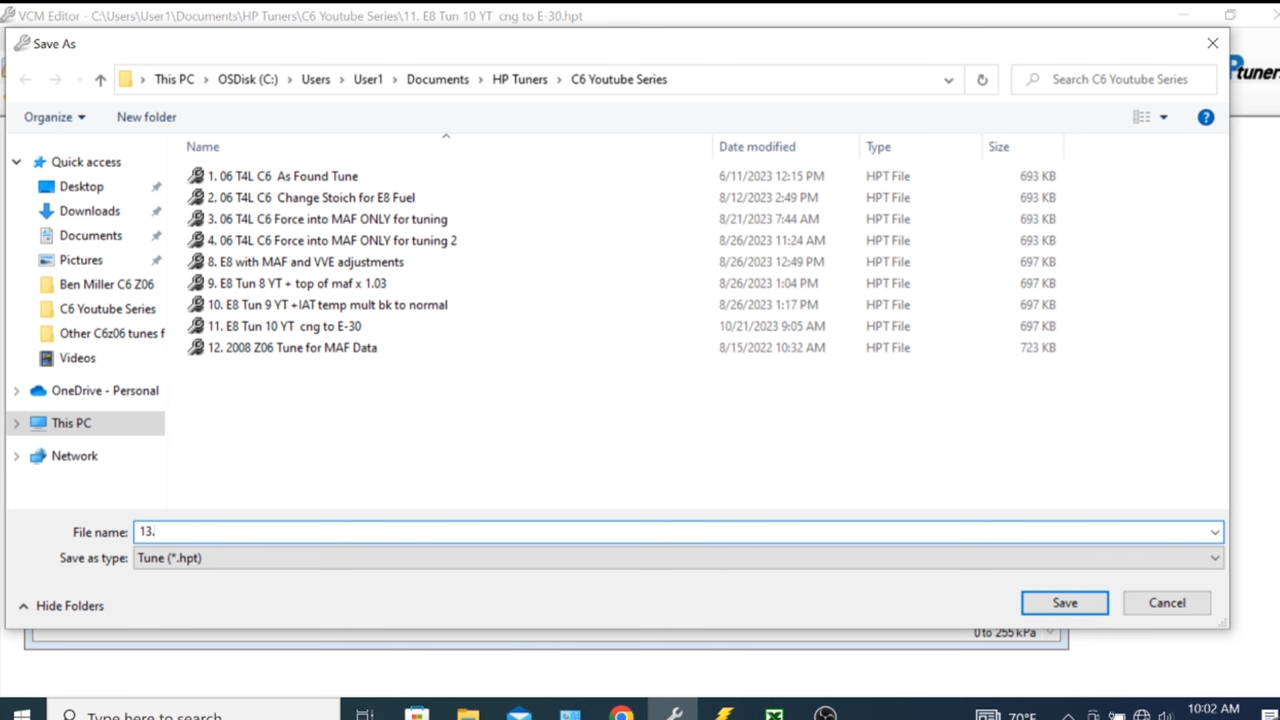 VCM Editor - C:\Users\User1\Documents\HP Tuners\C6 Youtube Series\11. E8 Tun 10 YT  cng to E-30.hpt
Save As
This PC > OSDisk (C:) > Users > User1 > Documents > HP Tuners > C6 Youtube Series
Search C6 Youtube Series
tuners
Organize
New folder
Name Date modified Type Size
Quick access
Desktop
Downloads
Documents
Pictures
Ben Miller C6 Z06
C6 Youtube Series
Other C6z06 tunes f
Videos
OneDrive - Personal
This PC
Network
1. 06 T4L C6  As Found Tune 6/11/2023 12:15 PM HPT File 693 KB
2. 06 T4L C6  Change Stoich for E8 Fuel 8/12/2023 2:49 PM HPT File 693 KB
3. 06 T4L C6 Force into MAF ONLY for tuning 8/21/2023 7:44 AM HPT File 693 KB
4. 06 T4L C6 Force into MAF ONLY for tuning 2 8/26/2023 11:24 AM HPT File 693 KB
8. E8 with MAF and VVE adjustments 8/26/2023 12:49 PM HPT File 697 KB
9. E8 Tun 8 YT + top of maf x 1.03 8/26/2023 1:04 PM HPT File 697 KB
10. E8 Tun 9 YT +IAT temp mult bk to normal 8/26/2023 1:17 PM HPT File 697 KB
11. E8 Tun 10 YT  cng to E-30 10/21/2023 9:05 AM HPT File 697 KB
12. 2008 Z06 Tune for MAF Data 8/15/2022 10:32 AM HPT File 723 KB
File name: 13.
Save as type: Tune (*.hpt)
Hide Folders
Save
Cancel
0 to 255 kPa
Type here to search
70°F
10:02 AM